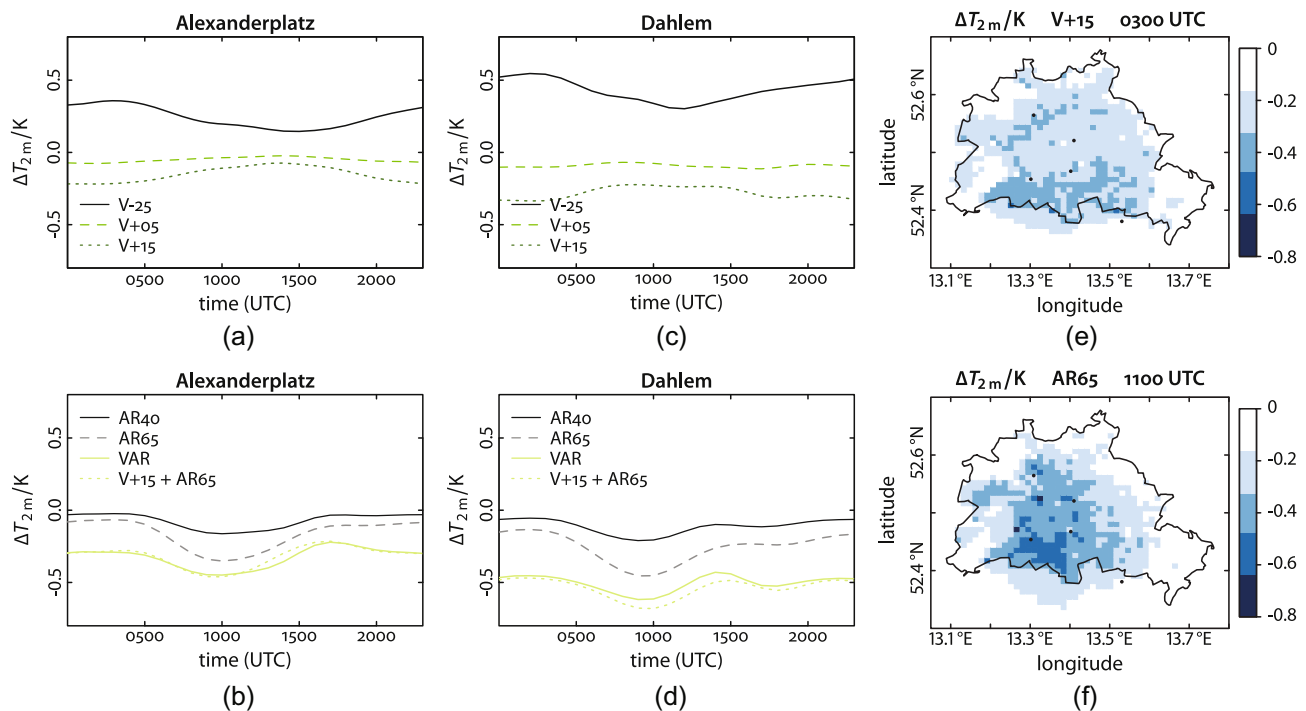 Alexanderplatz
ΔT2 m/K
0.5
0.0
-0.5
V-25
V+05
V+15
0500 1000 1500 2000
time (UTC)
(a)
Dahlem
ΔT2 m/K
0.5
0.0
-0.5
V-25
V+05
V+15
0500 1000 1500 2000
time (UTC)
(c)
ΔT2 m/K V+15 0300 UTC
latitude
52.6 °N
52.4 °N
13.1 °E 13.3 °E 13.5 °E 13.7 °E
longitude
0
-0.2
-0.4
-0.6
-0.8
(e)
Alexanderplatz
ΔT2 m/K
0.5
0.0
-0.5
AR40
AR65
VAR
V+15 + AR65
0500 1000 1500 2000
time (UTC)
(b)
Dahlem
ΔT2 m/K
0.5
0.0
-0.5
AR40
AR65
VAR
V+15 + AR65
0500 1000 1500 2000
time (UTC)
(d)
ΔT2 m/K AR65 1100 UTC
latitude
52.6 °N
52.4 °N
13.1 °E 13.3 °E 13.5 °E 13.7 °E
longitude
0
-0.2
-0.4
-0.6
-0.8
(f)